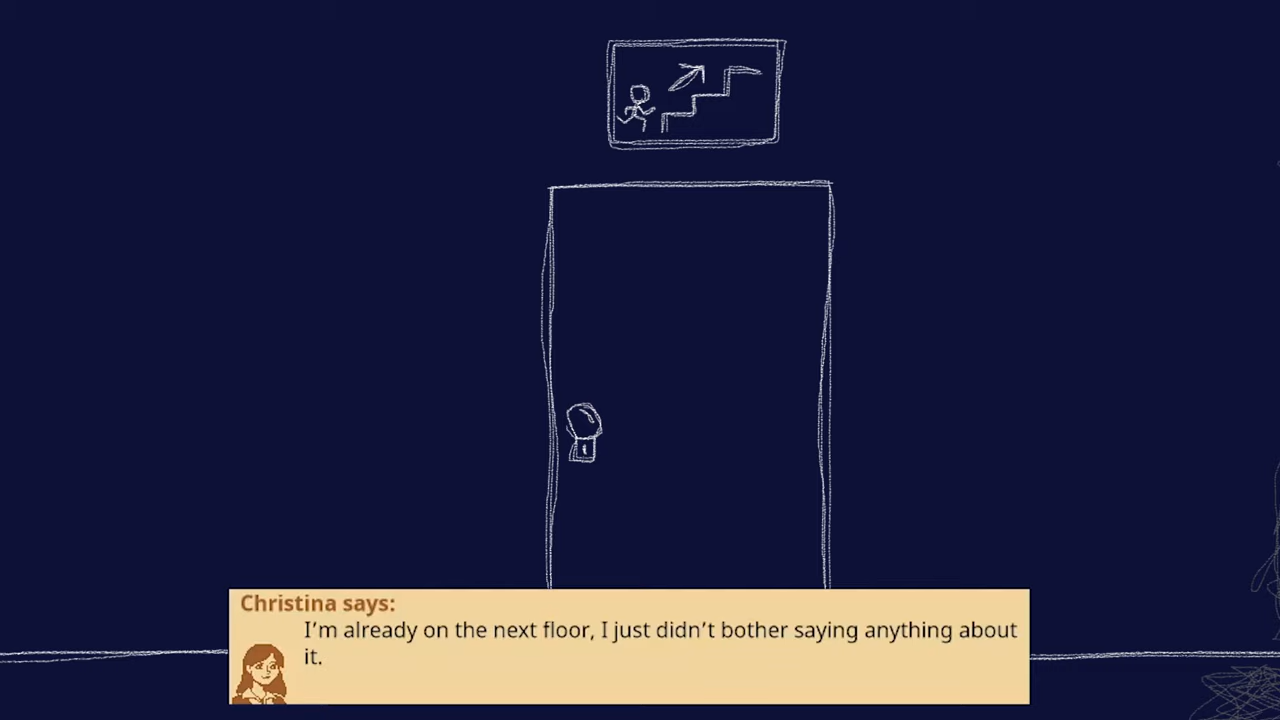 Christina says:
I’m already on the next floor, I just didn’t bother saying anything about
it.